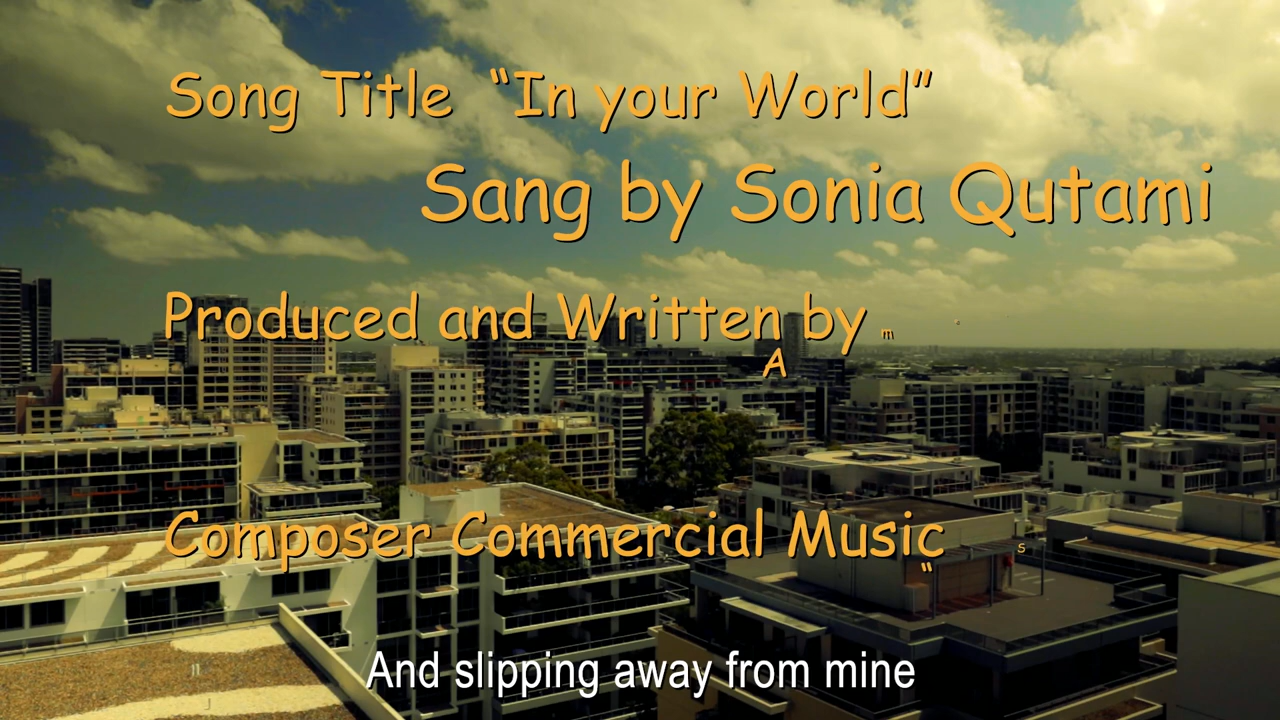 Song Title “In your World”
Sang by Sonia Qutami
Produced and Written by m
A
Composer Commercial Music s
“
And slipping away from mine